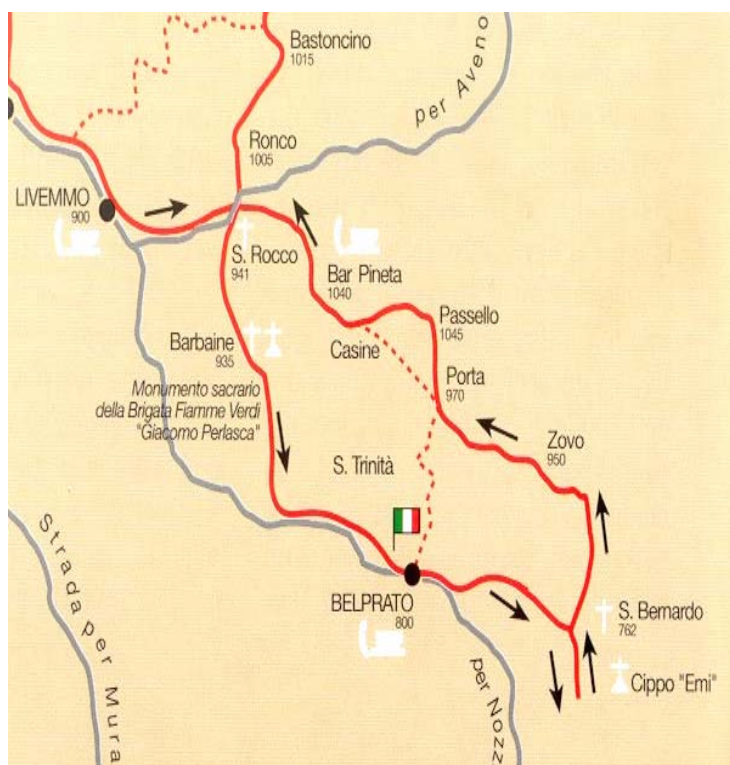 Bastoncino
1015
per Aveno
Ronco
1005
LIVEMMO
900
S. Rocco
941
Bar Pineta
1040
Passello
1045
Barbaine
935
Casine
Porta
970
Monumento sacrario
della Brigata Fiamme Verdi
"Giacomo Perlasca"
Zovo
950
S. Trinità
Strada per Mura
BELPRATO
800
S. Bernardo
762
per Nozz
Cippo "Emi"